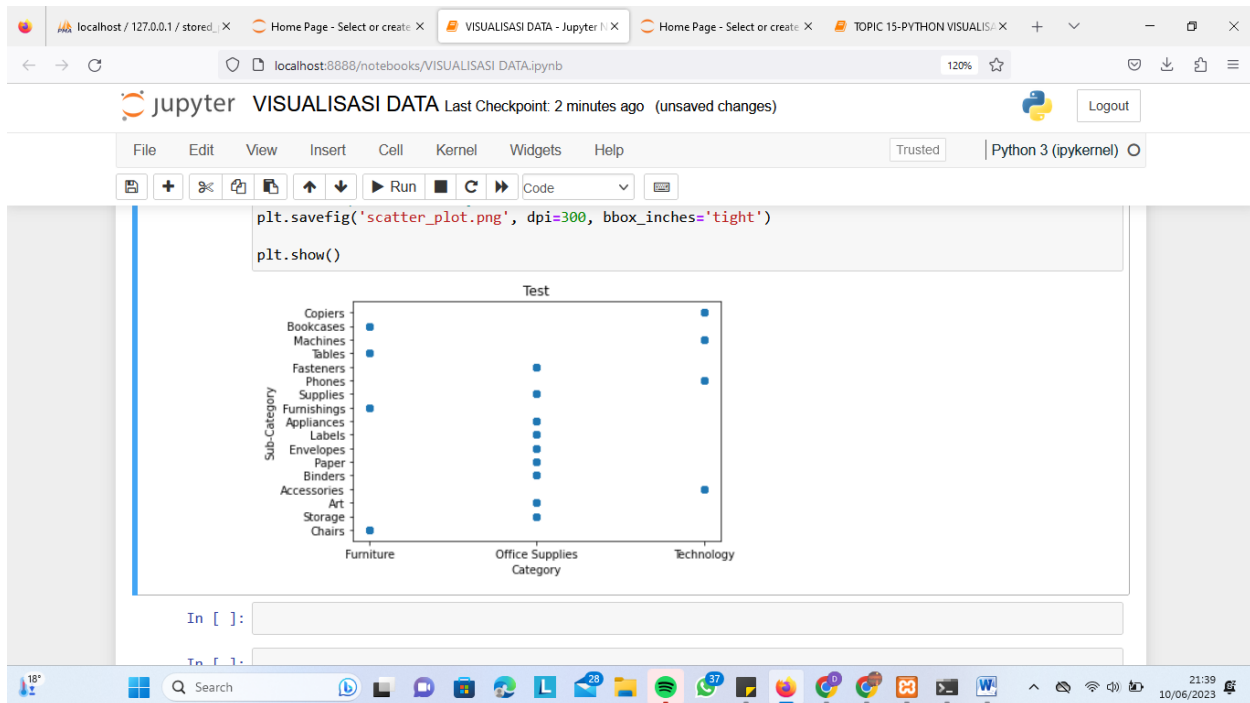 localhost / 127.0.0.1 / stored_
Home Page - Select or create
VISUALISASI DATA - Jupyter N
Home Page - Select or create
TOPIC 15-PYTHON VISUALISA
localhost:8888/notebooks/VISUALISASI DATA.ipynb
120%
jupyter VISUALISASI DATA Last Checkpoint: 2 minutes ago (unsaved changes)
Logout
File Edit View Insert Cell Kernel Widgets Help
Trusted
Python 3 (ipykernel)
Run
Code
plt.savefig('scatter_plot.png', dpi=300, bbox_inches='tight')
plt.show()
Test
Sub-Category
Copiers
Bookcases
Machines
Tables
Fasteners
Phones
Supplies
Furnishings
Appliances
Labels
Envelopes
Paper
Binders
Accessories
Art
Storage
Chairs
Furniture Office Supplies Technology
Category
In [ ]:
In [ ]:
18°
Search
28
37
21:39
10/06/2023